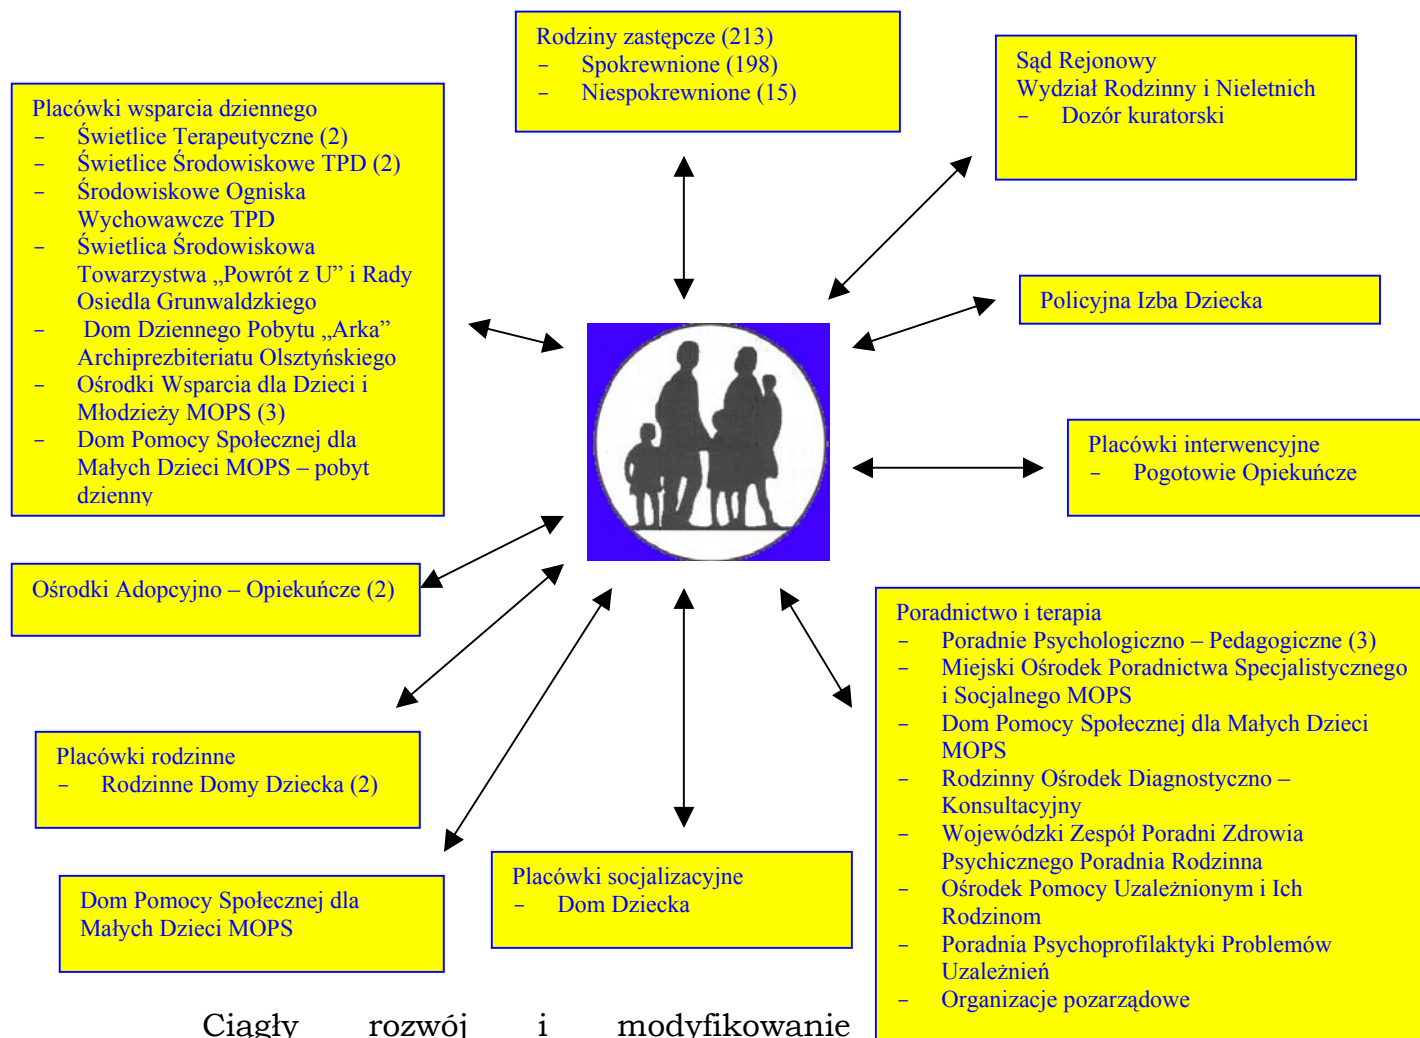 Rodziny zastępcze (213)
- Spokrewnione (198)
- Niespokrewnione (15)
Sąd Rejonowy
Wydział Rodzinny i Nieletnich
- Dozór kuratorski
Placówki wsparcia dziennego
- Świetlice Terapeutyczne (2)
- Świetlice Środowiskowe TPD (2)
- Środowiskowe Ogniska
Wychowawcze TPD
- Świetlica Środowiskowa
Towarzystwa „Powrót z U” i Rady
Osiedla Grunwaldzkiego
- Dom Dziennego Pobytu „Arka”
Archiprezbiteriatu Olsztyńskiego
- Ośrodki Wsparcia dla Dzieci i
Młodzieży MOPS (3)
- Dom Pomocy Społecznej dla
Małych Dzieci MOPS – pobyt
dzienny
Policyjna Izba Dziecka
Placówki interwencyjne
- Pogotowie Opiekuńcze
Ośrodki Adopcyjno – Opiekuńcze (2)
Poradnictwo i terapia
- Poradnie Psychologiczno – Pedagogiczne (3)
- Miejski Ośrodek Poradnictwa Specjalistycznego
i Socjalnego MOPS
- Dom Pomocy Społecznej dla Małych Dzieci
MOPS
- Rodzinny Ośrodek Diagnostyczno –
Konsultacyjny
- Wojewódzki Zespół Poradni Zdrowia
Psychicznego Poradnia Rodzinna
- Ośrodek Pomocy Uzależnionym i Ich
Rodzinom
- Poradnia Psychoprofilaktyki Problemów
Uzależnień
- Organizacje pozarządowe
Placówki rodzinne
- Rodzinne Domy Dziecka (2)
Placówki socjalizacyjne
- Dom Dziecka
Dom Pomocy Społecznej dla
Małych Dzieci MOPS
Ciągły rozwój i modyfikowanie